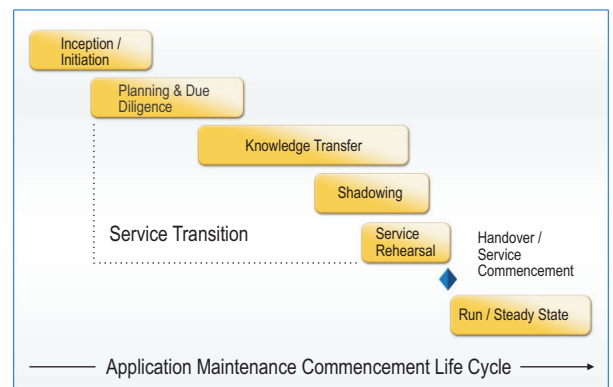 Inception /
Initiation
Planning & Due
Diligence
Knowledge Transfer
Shadowing
Service Transition
Service
Rehearsal
Handover /
Service
Commencement
Run / Steady State
Application Maintenance Commencement Life Cycle